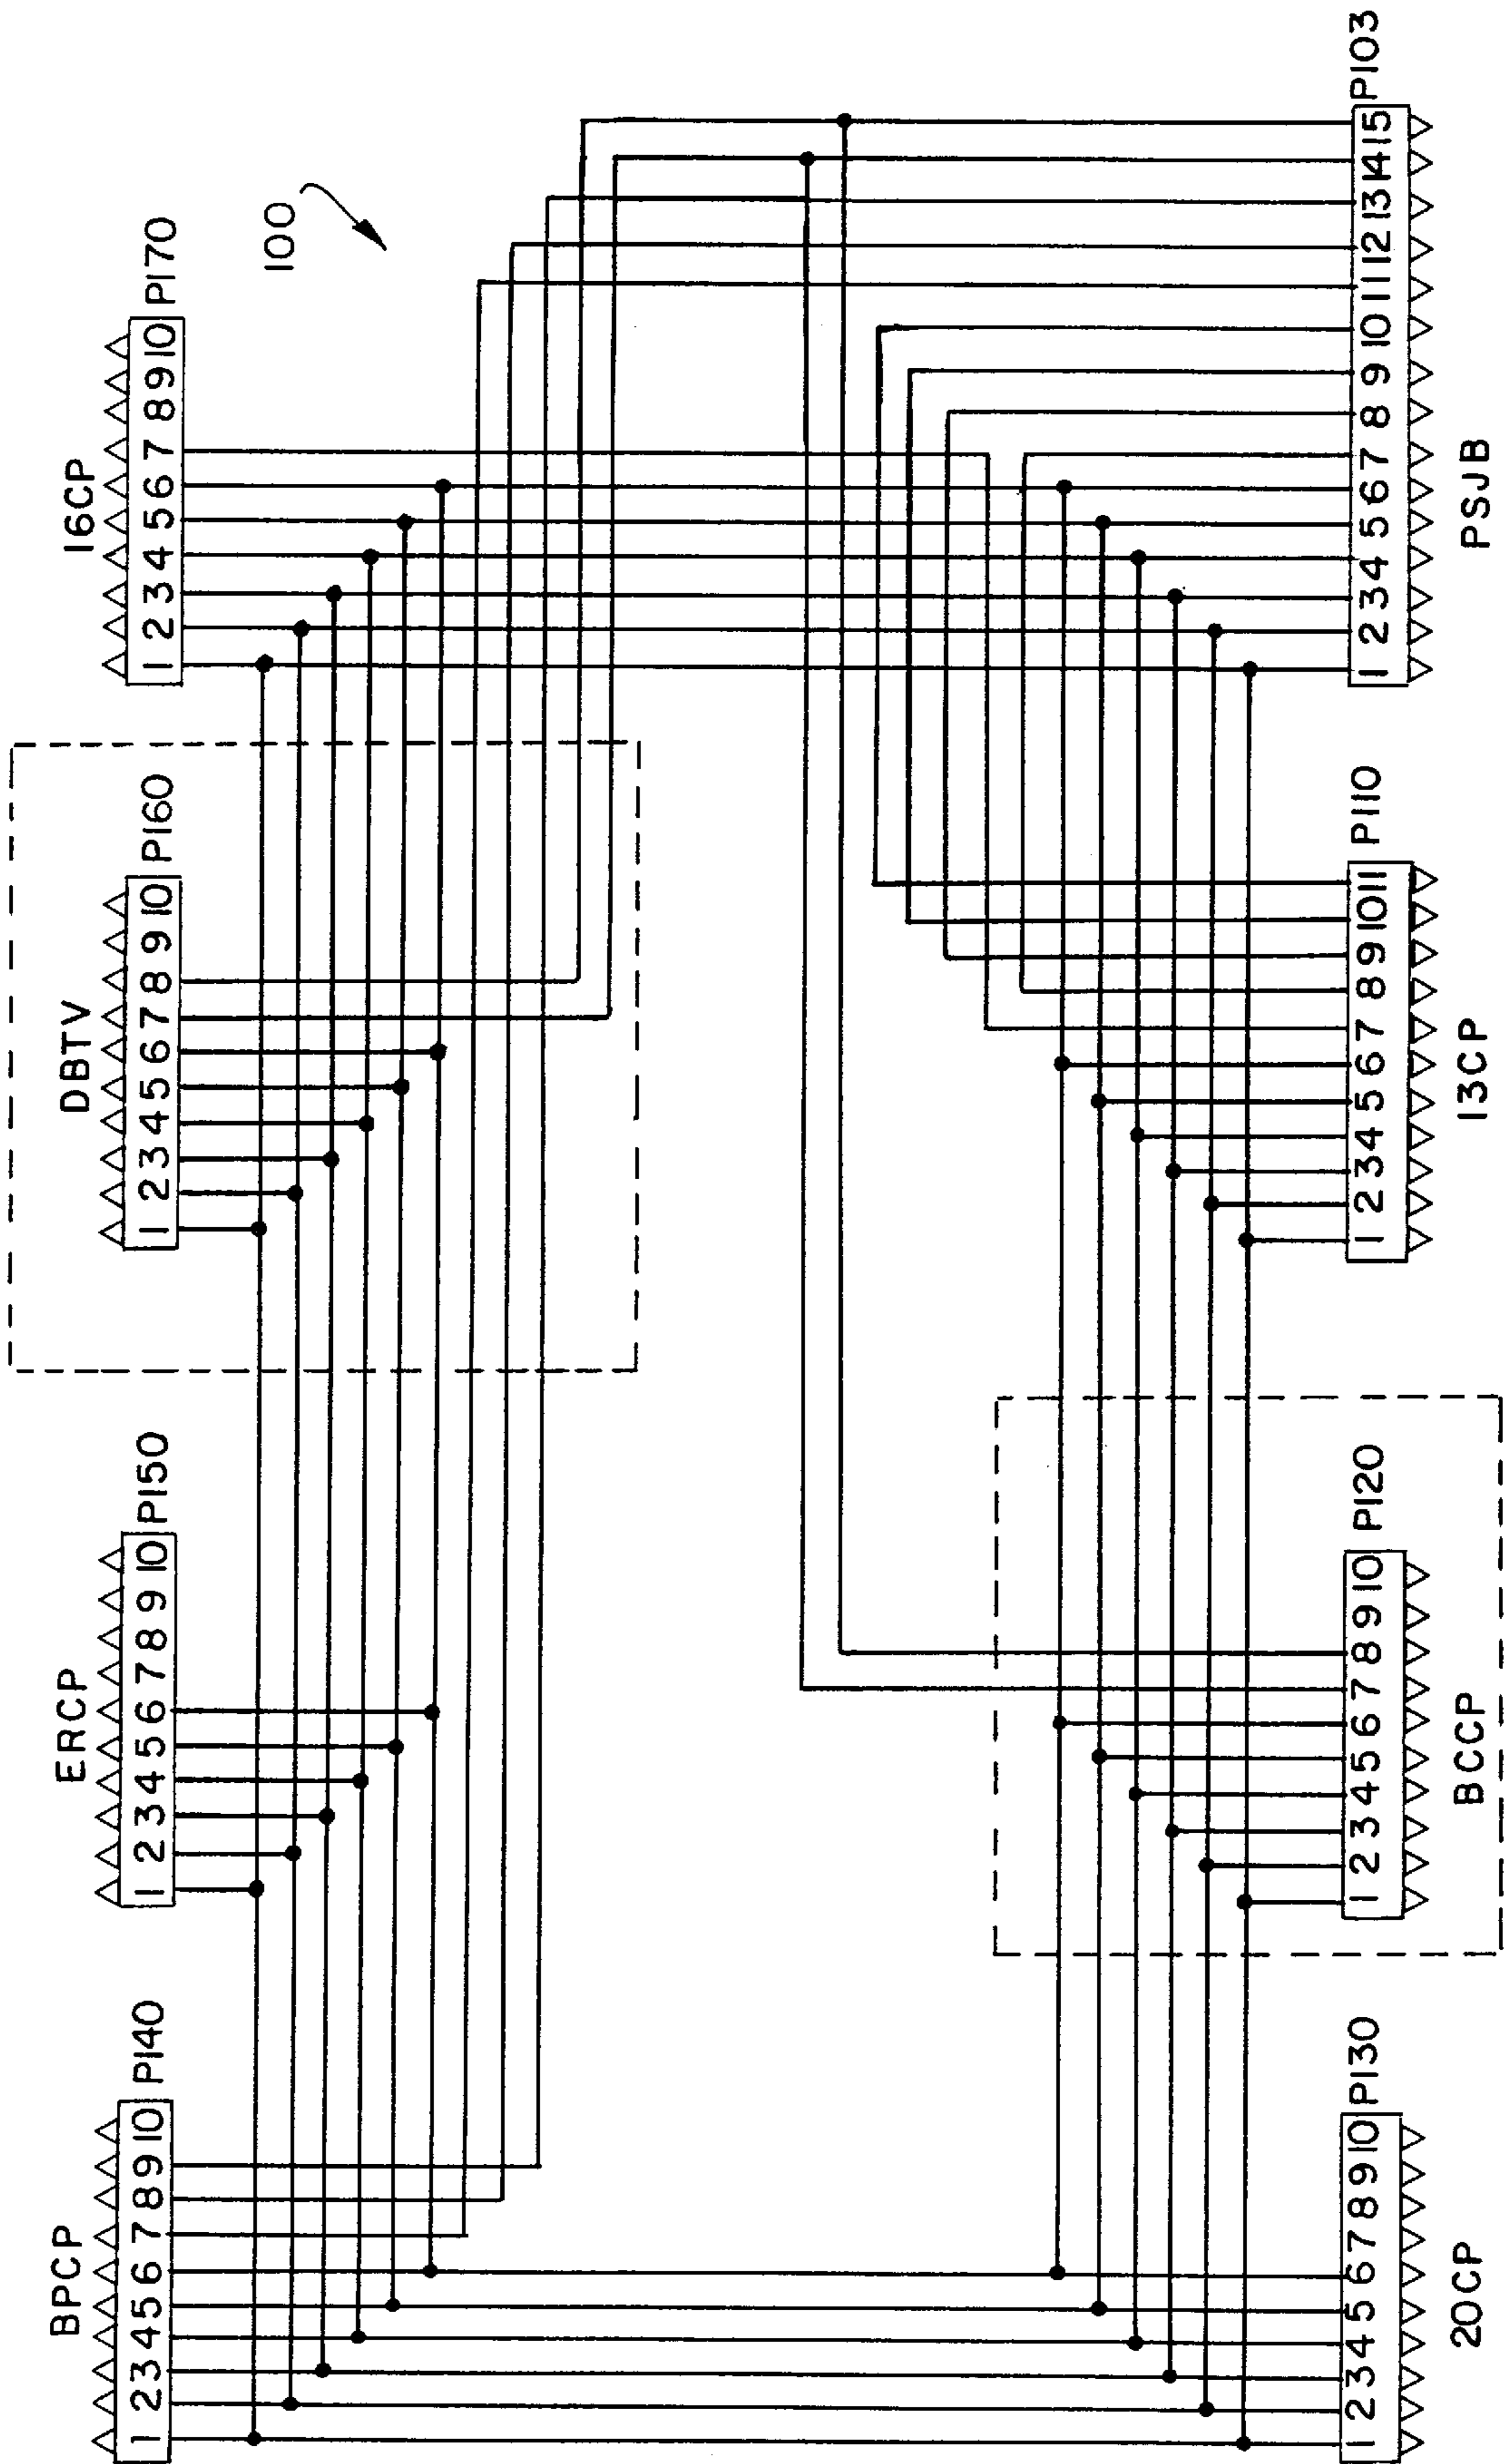 BPCP
1 2 3 4 5 6 7 8 9 10 P140
ERCP
1 2 3 4 5 6 7 8 9 10 P150
DBTV
1 2 3 4 5 6 7 8 9 10 P160
16CP
1 2 3 4 5 6 7 8 9 10 P170
100
1 2 3 4 5 6 7 8 9 10 P130
20CP
1 2 3 4 5 6 7 8 9 10 P120
BCCP
1 2 3 4 5 6 7 8 9 10 11 P110
13CP
1 2 3 4 5 6 7 8 9 10 11 12 13 14 15 P103
PSJB